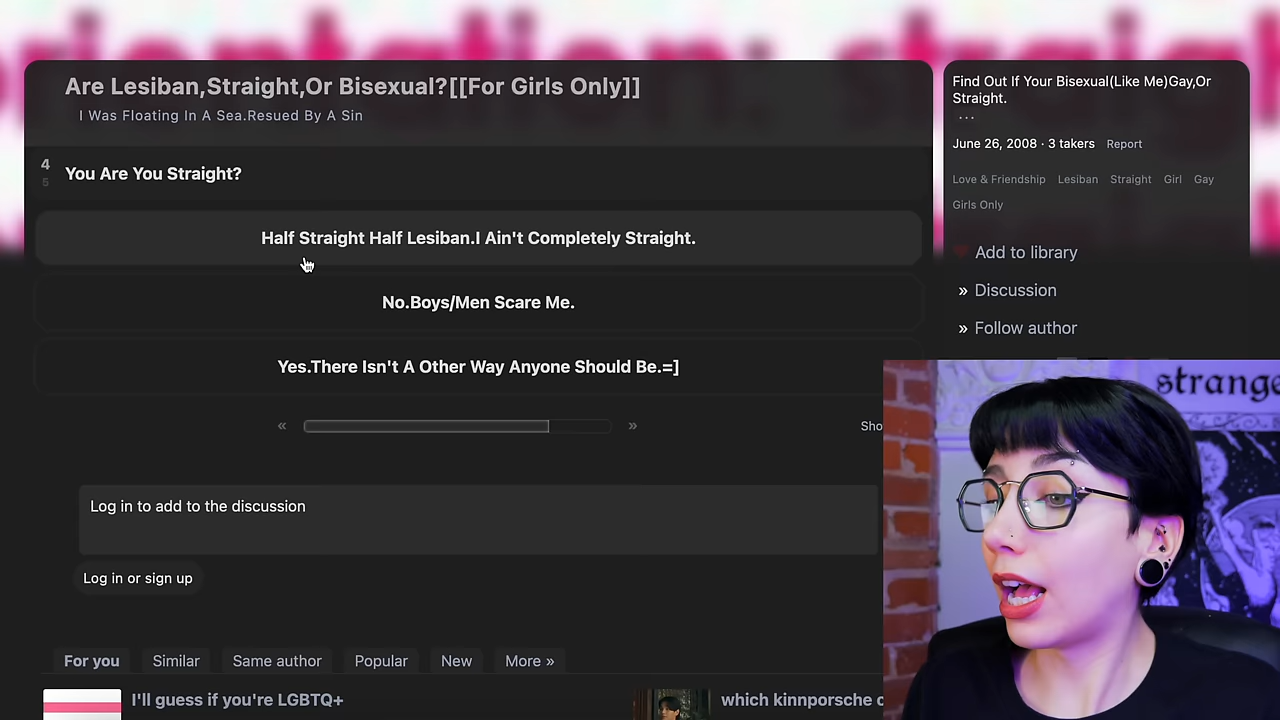 orientation: straigh
Are Lesiban,Straight,Or Bisexual?[[For Girls Only]]
I Was Floating In A Sea.Resued By A Sin
4
5
You Are You Straight?
Half Straight Half Lesiban.I Ain't Completely Straight.
No.Boys/Men Scare Me.
Yes.There Isn't A Other Way Anyone Should Be.=]
« »
Sho
Log in to add to the discussion
Log in or sign up
For you Similar Same author Popular New More »
I'll guess if you're LGBTQ+
which kinnporsche c
Find Out If Your Bisexual(Like Me)Gay,Or
Straight.
...
June 26, 2008 · 3 takers Report
Love & Friendship Lesiban Straight Girl Gay
Girls Only
Add to library
» Discussion
» Follow author
strange